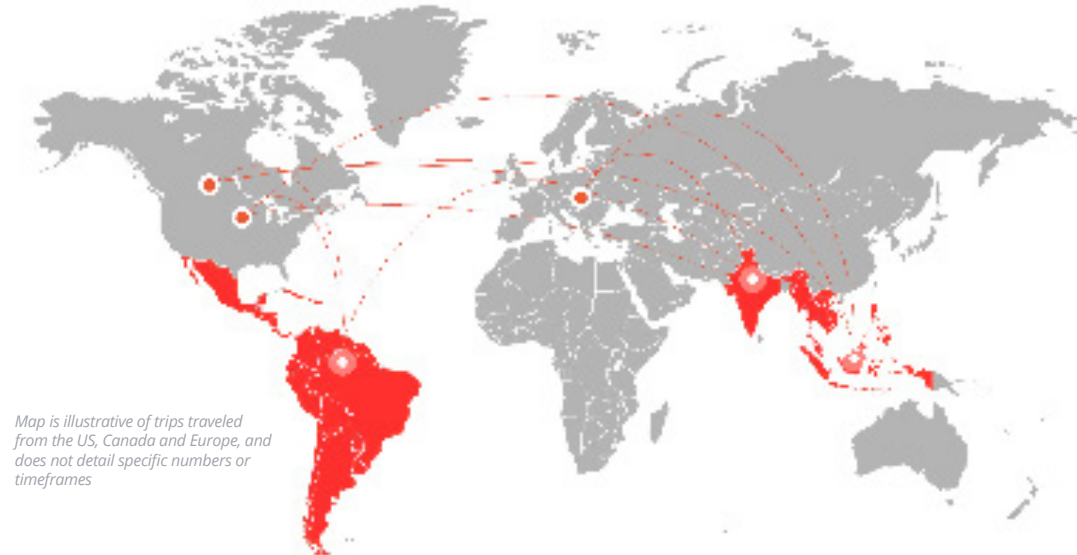 Map is illustrative of trips traveled
from the US, Canada and Europe, and
does not detail specific numbers or
timeframes